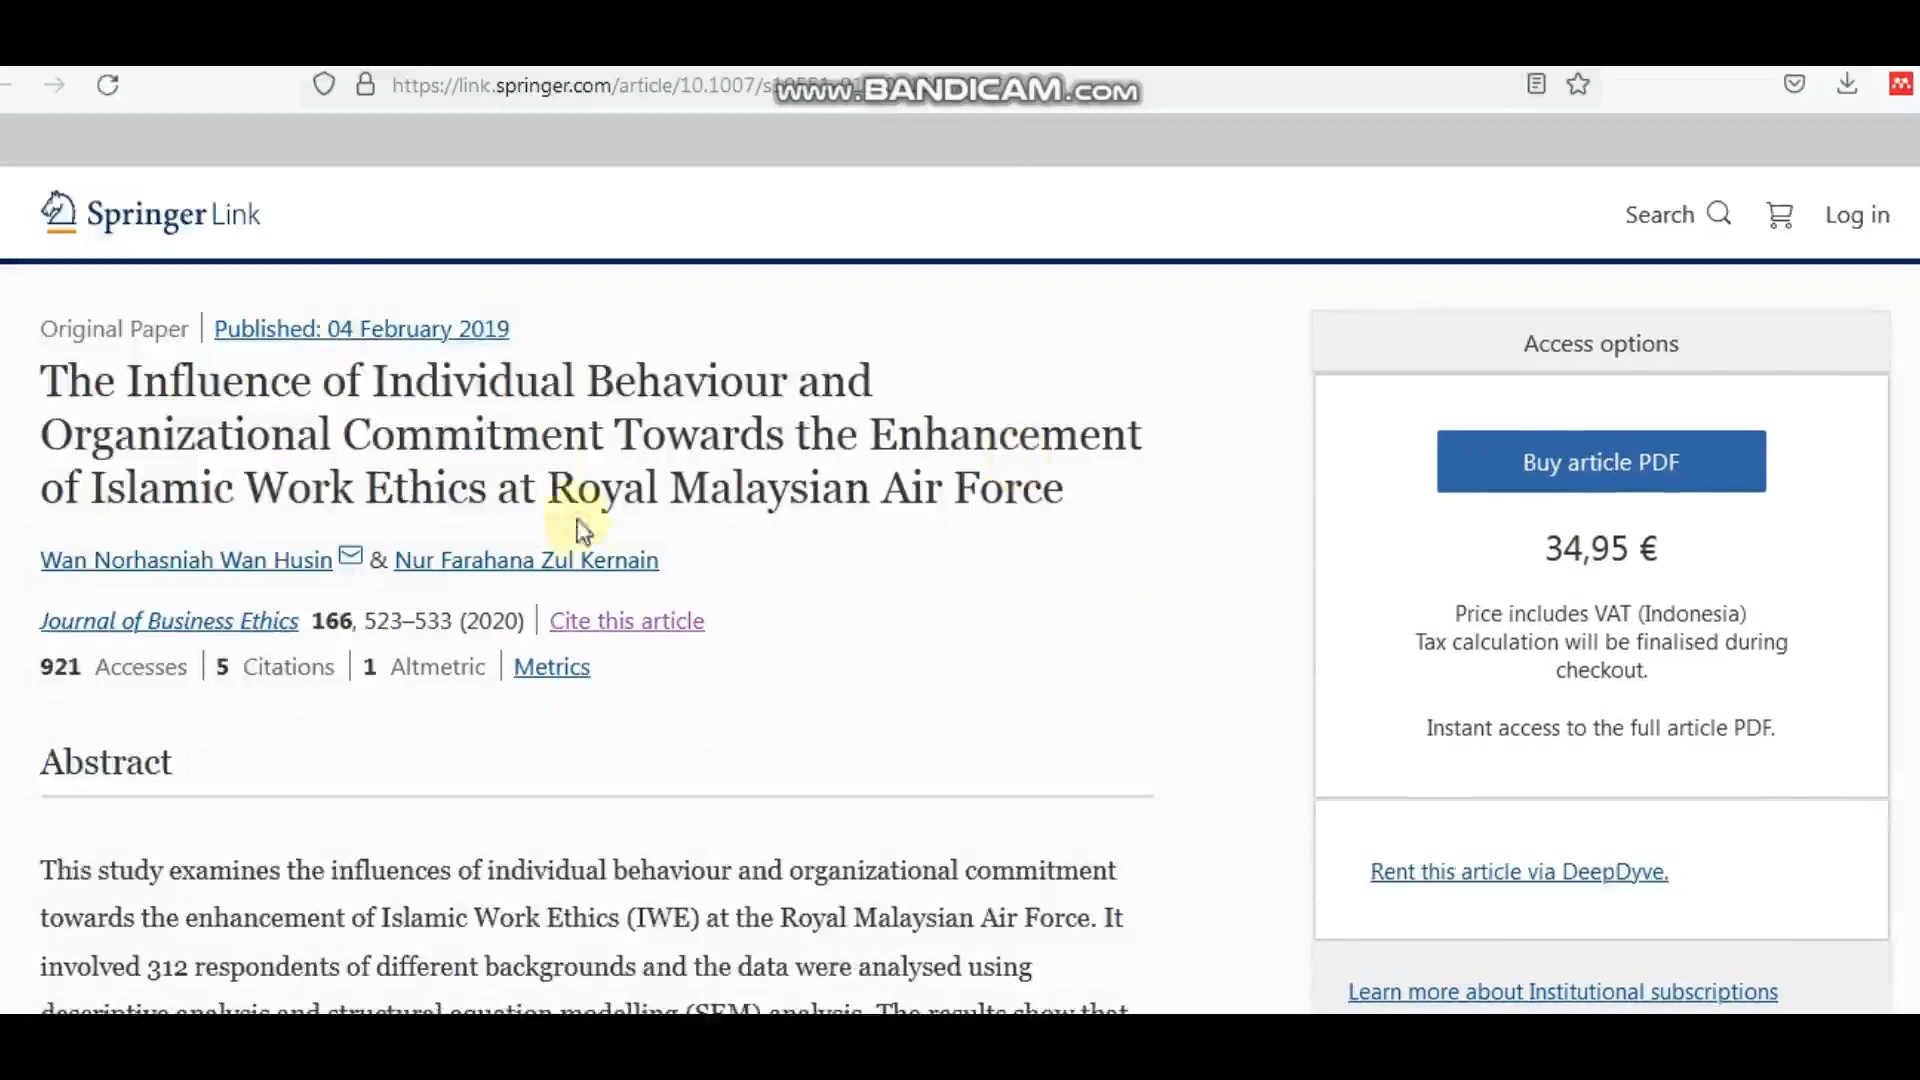 https://link.springer.com/article/10.1007/s
www.BANDICAM.com
Springer Link
Search
Log in
Original Paper
Published: 04 February 2019
The Influence of Individual Behaviour and
Organizational Commitment Towards the Enhancement
of Islamic Work Ethics at Royal Malaysian Air Force
Wan Norhasniah Wan Husin & Nur Farahana Zul Kernain
Journal of Business Ethics 166, 523–533 (2020) Cite this article
921 Accesses 5 Citations 1 Altmetric Metrics
Abstract
This study examines the influences of individual behaviour and organizational commitment
towards the enhancement of Islamic Work Ethics (IWE) at the Royal Malaysian Air Force. It
involved 312 respondents of different backgrounds and the data were analysed using
descriptive analysis and structural equation modelling (SEM) analysis. The results show that
Access options
Buy article PDF
34,95 €
Price includes VAT (Indonesia)
Tax calculation will be finalised during
checkout.
Instant access to the full article PDF.
Rent this article via DeepDyve.
Learn more about Institutional subscriptions